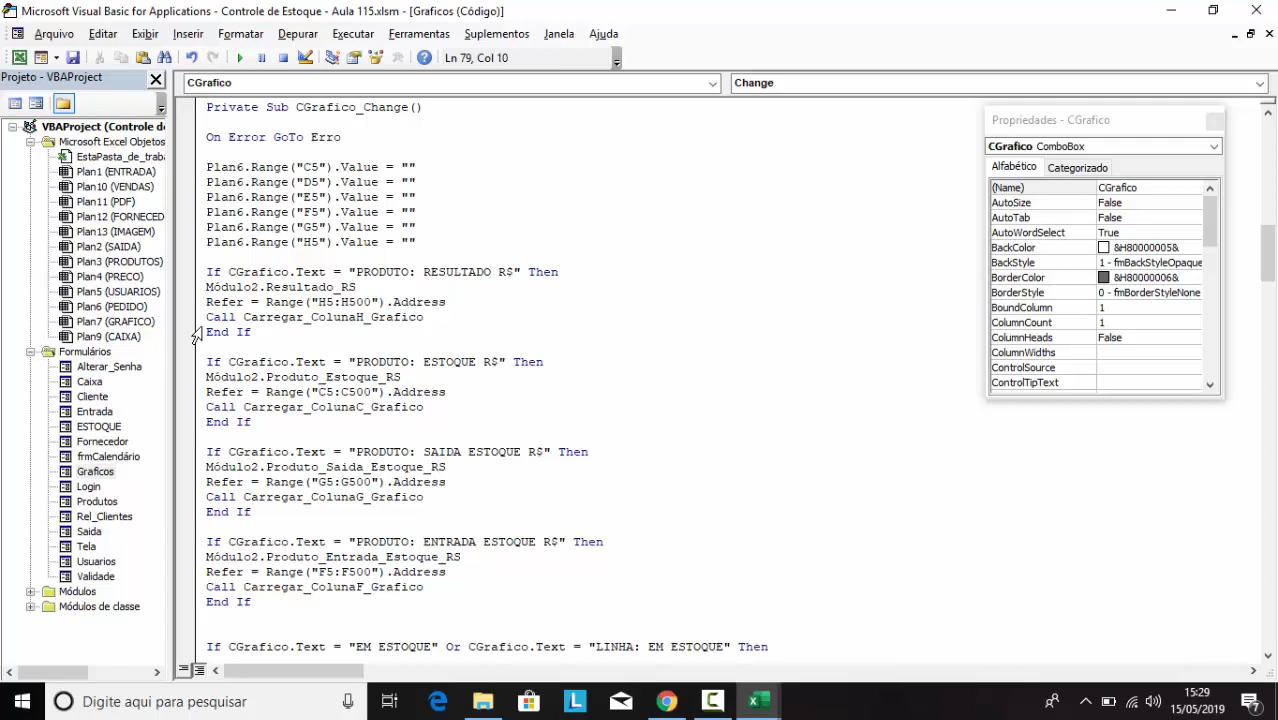 Microsoft Visual Basic for Applications - Controle de Estoque - Aula 115.xlsm - [Graficos (Código)]
Arquivo Editar Exibir Inserir Formatar Depurar Executar Ferramentas Suplementos Janela Ajuda
Ln 79, Col 10
Projeto - VBAProject
VBAProject (Controle d
Microsoft Excel Objetos
EstaPasta_de_traba
Plan1 (ENTRADA)
Plan10 (VENDAS)
Plan11 (PDF)
Plan12 (FORNECED
Plan13 (IMAGEM)
Plan2 (SAIDA)
Plan3 (PRODUTOS)
Plan4 (PRECO)
Plan5 (USUARIOS)
Plan6 (PEDIDO)
Plan7 (GRAFICO)
Plan9 (CAIXA)
Formulários
Alterar_Senha
Caixa
Cliente
Entrada
ESTOQUE
Fornecedor
frmCalendário
Graficos
Login
Produtos
Rel_Clientes
Saida
Tela
Usuarios
Validade
Módulos
Módulos de classe
CGrafico
Change
Private Sub CGrafico_Change()
On Error GoTo Erro
Plan6.Range("C5").Value = ""
Plan6.Range("D5").Value = ""
Plan6.Range("E5").Value = ""
Plan6.Range("F5").Value = ""
Plan6.Range("G5").Value = ""
Plan6.Range("H5").Value = ""
If CGrafico.Text = "PRODUTO: RESULTADO R$" Then
Módulo2.Resultado_RS
Refer = Range("H5:H500").Address
Call Carregar_ColunaH_Grafico
End If
If CGrafico.Text = "PRODUTO: ESTOQUE R$" Then
Módulo2.Produto_Estoque_RS
Refer = Range("C5:C500").Address
Call Carregar_ColunaC_Grafico
End If
If CGrafico.Text = "PRODUTO: SAIDA ESTOQUE R$" Then
Módulo2.Produto_Saida_Estoque_RS
Refer = Range("G5:G500").Address
Call Carregar_ColunaG_Grafico
End If
If CGrafico.Text = "PRODUTO: ENTRADA ESTOQUE R$" Then
Módulo2.Produto_Entrada_Estoque_RS
Refer = Range("F5:F500").Address
Call Carregar_ColunaF_Grafico
End If
If CGrafico.Text = "EM ESTOQUE" Or CGrafico.Text = "LINHA: EM ESTOQUE" Then
Propriedades - CGrafico
CGrafico ComboBox
Alfabético Categorizado
(Name) CGrafico
AutoSize False
AutoTab False
AutoWordSelect True
BackColor &H80000005&
BackStyle 1 - fmBackStyleOpaque
BorderColor &H80000006&
BorderStyle 0 - fmBorderStyleNone
BoundColumn 1
ColumnCount 1
ColumnHeads False
ColumnWidths
ControlSource
ControlTipText
Digite aqui para pesquisar
15:29
15/05/2019
7